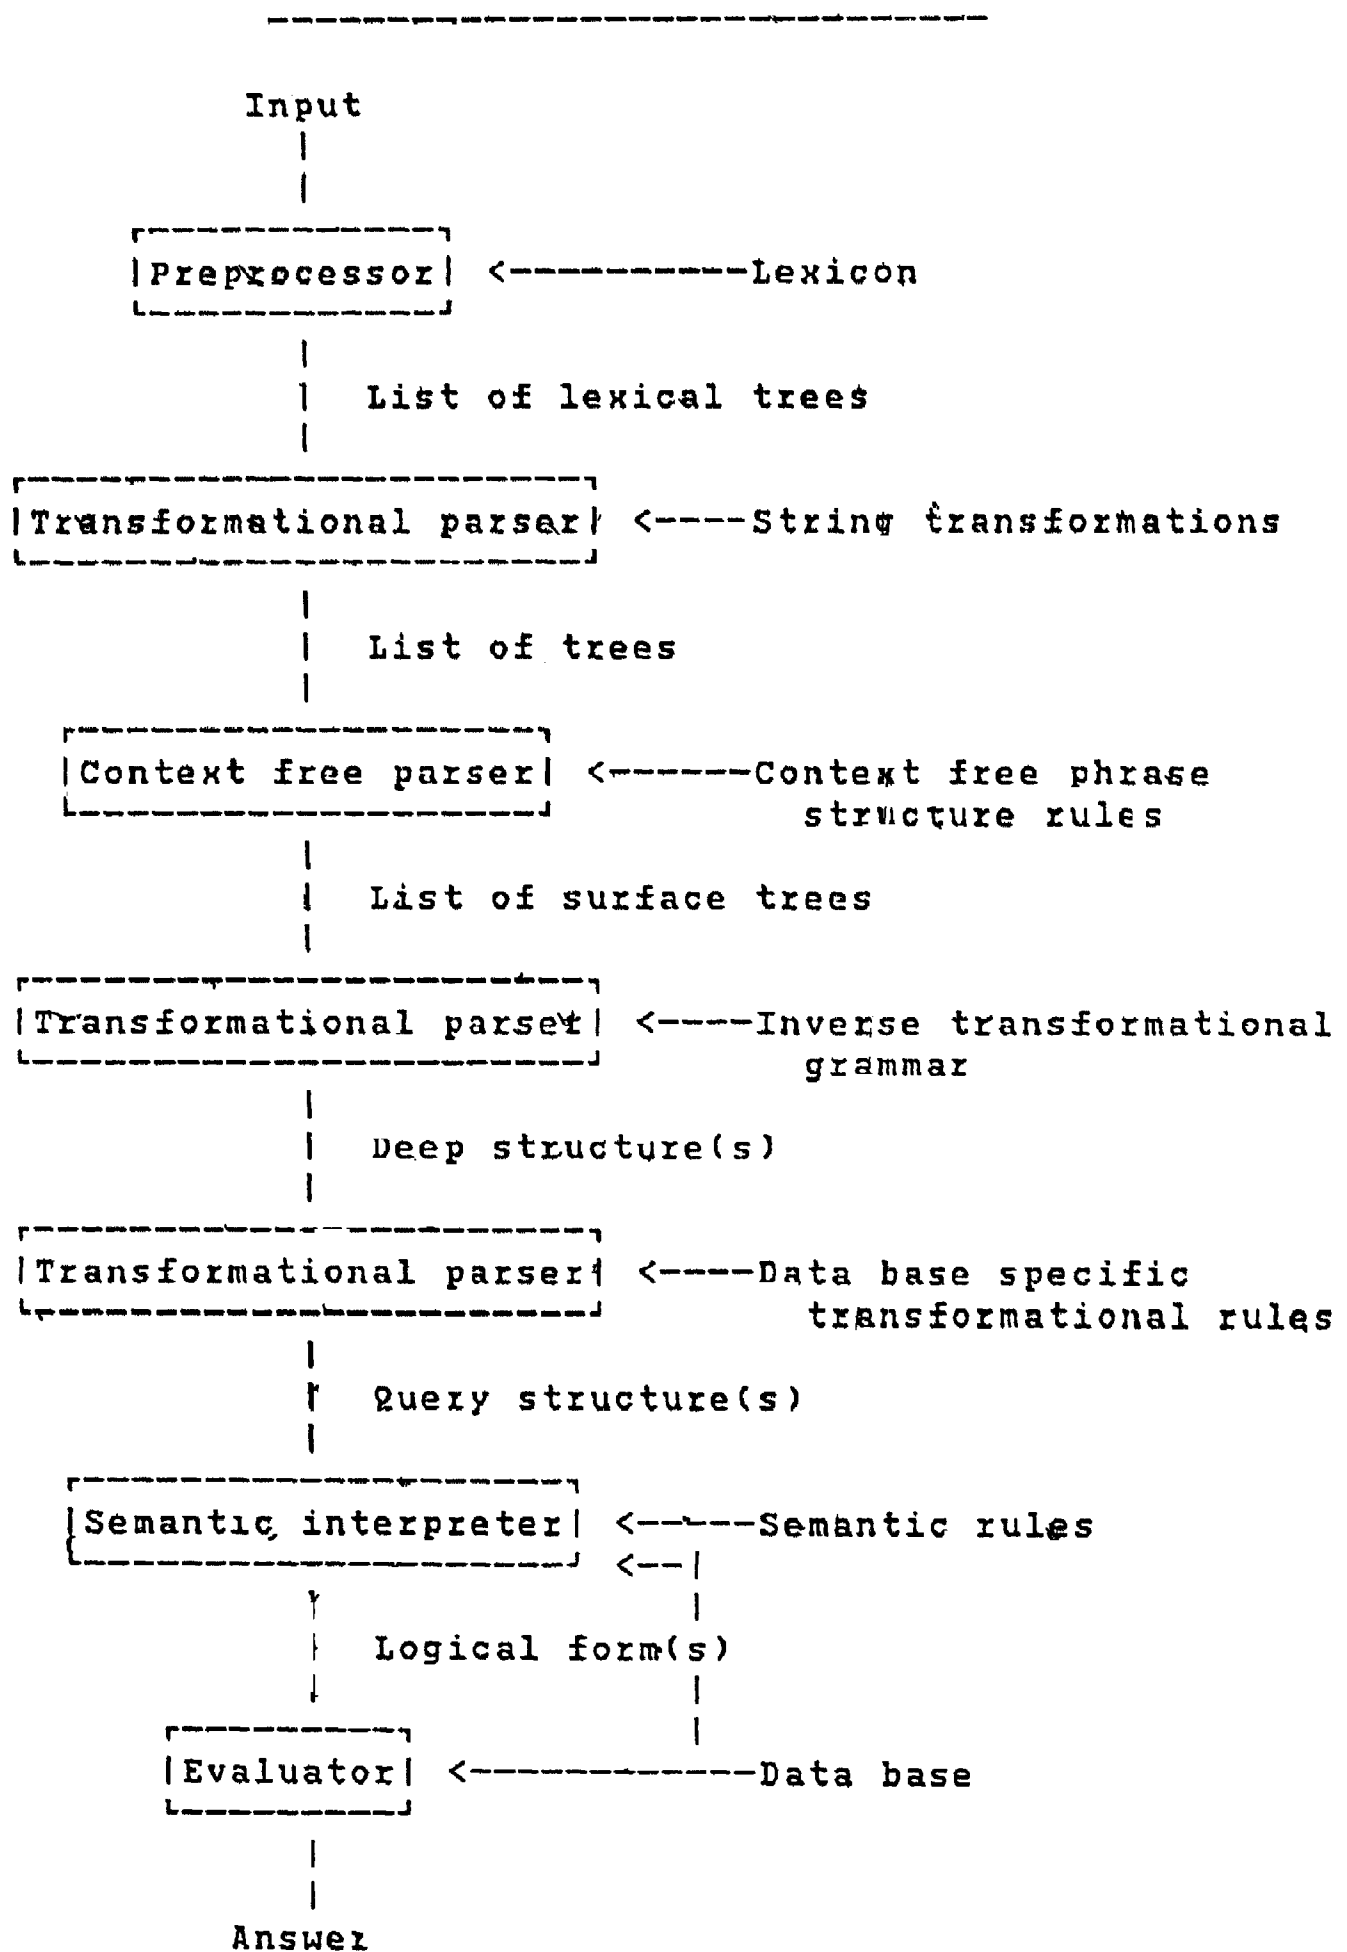 Input
Preprocessor <-----------Lexicon
List of lexical trees
Transformational parser <-----String transformations
List of trees
Context free parser <-------Context free phrase
structure rules
List of surface trees
Transformational parser <-----Inverse transformational
grammar
Deep structure(s)
Transformational parser <-----Data base specific
transformational rules
Query structure(s)
Semantic interpreter <------Semantic rules
<--
Logical form(s)
Evaluator <-------------Data base
Answer